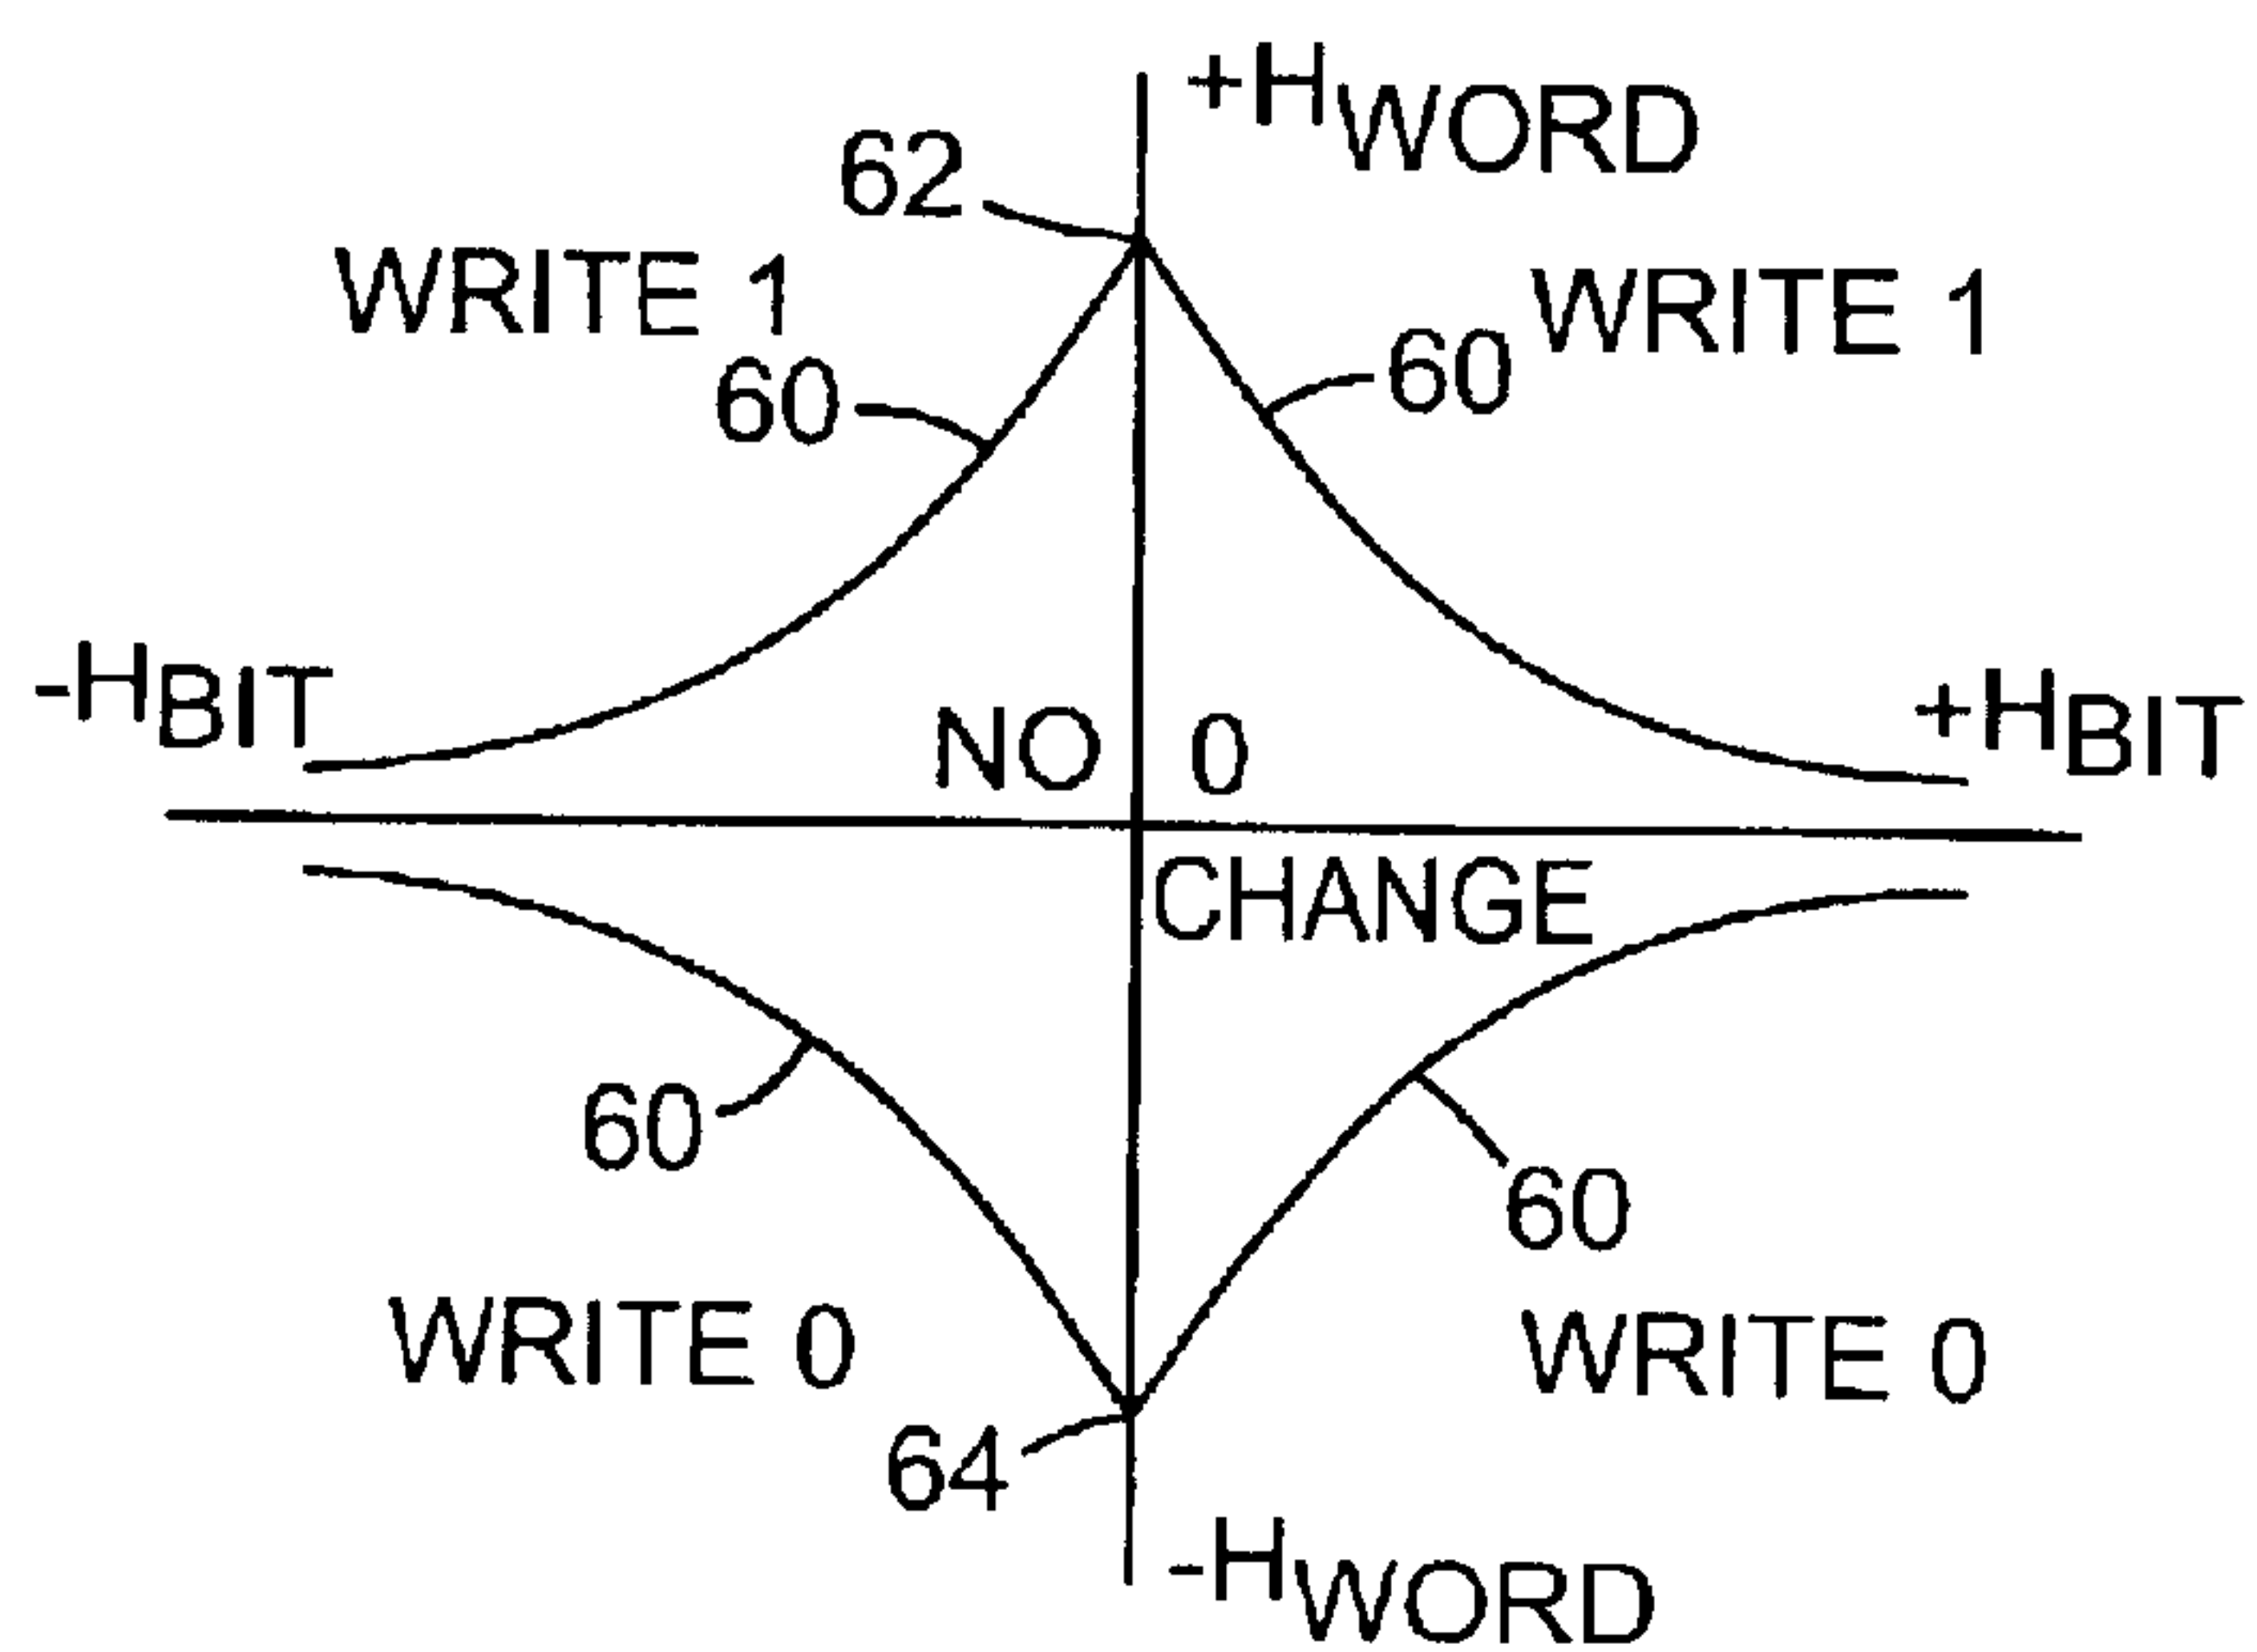 +HWORD
62
WRITE 1
WRITE 1
60
60
-HBIT
+HBIT
NO 0
CHANGE
60
60
WRITE 0
WRITE 0
64
-HWORD